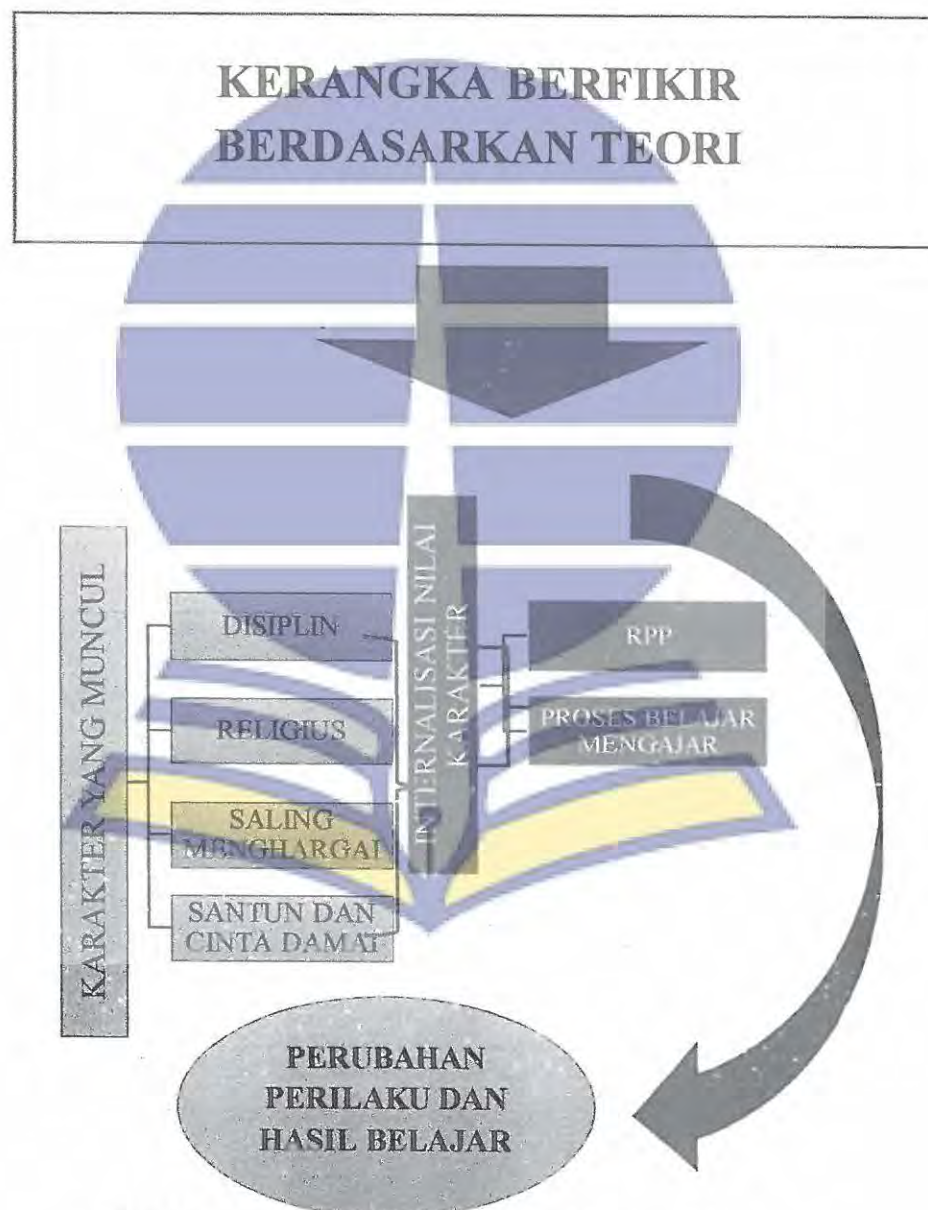 KERANGKA BERFIKIR
BERDASARKAN TEORI
KARAKTER YANG MUNCUL
DISIPLIN
RELIGIUS
SALING
MENGHARGAI
SANTUN DAN
CINTA DAMAI
INTERNALISASI NILAI
KARAKTER
RPP
PROSES BELAJAR
MENGAJAR
PERUBAHAN
PERILAKU DAN
HASIL BELAJAR